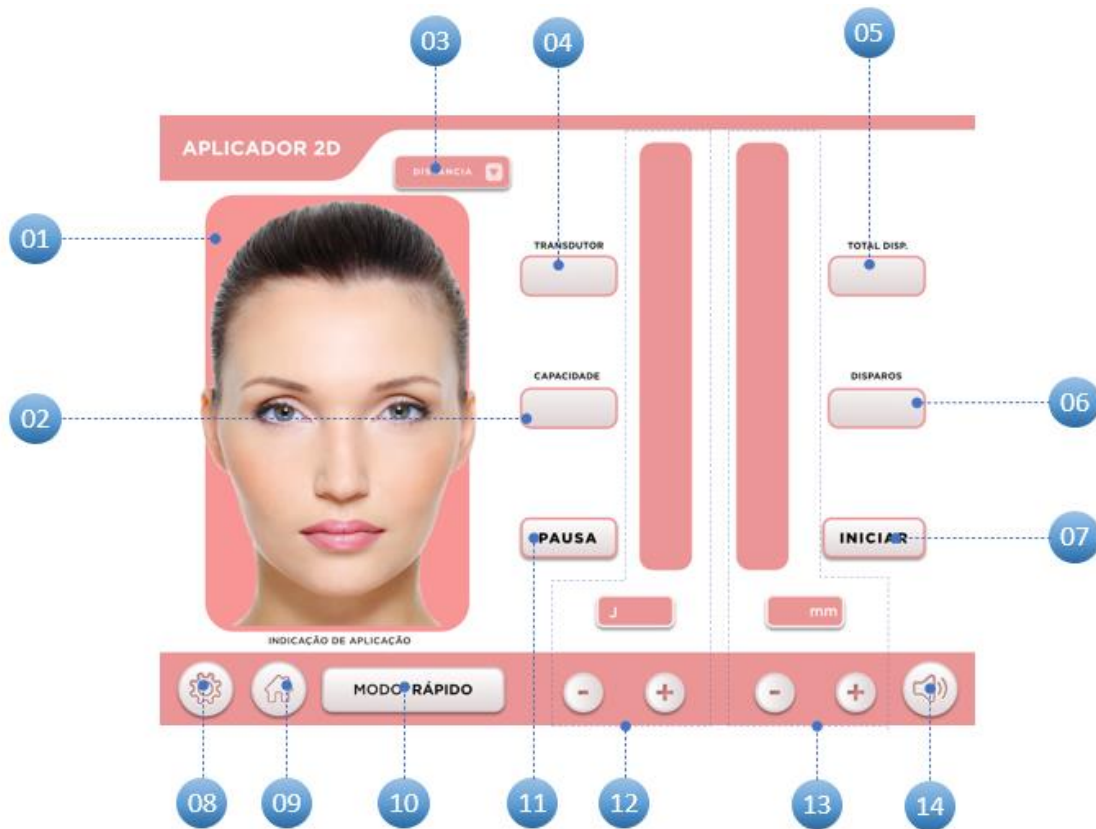 03
04
05
APLICADOR 2D
DISTÂNCIA
01
TRANSDUTOR
TOTAL DISP.
CAPACIDADE
DISPAROS
02
06
PAUSA
INICIAR
07
J
mm
INDICAÇÃO DE APLICAÇÃO
MODO RÁPIDO
- + - +
12
13
08
09
10
11
14